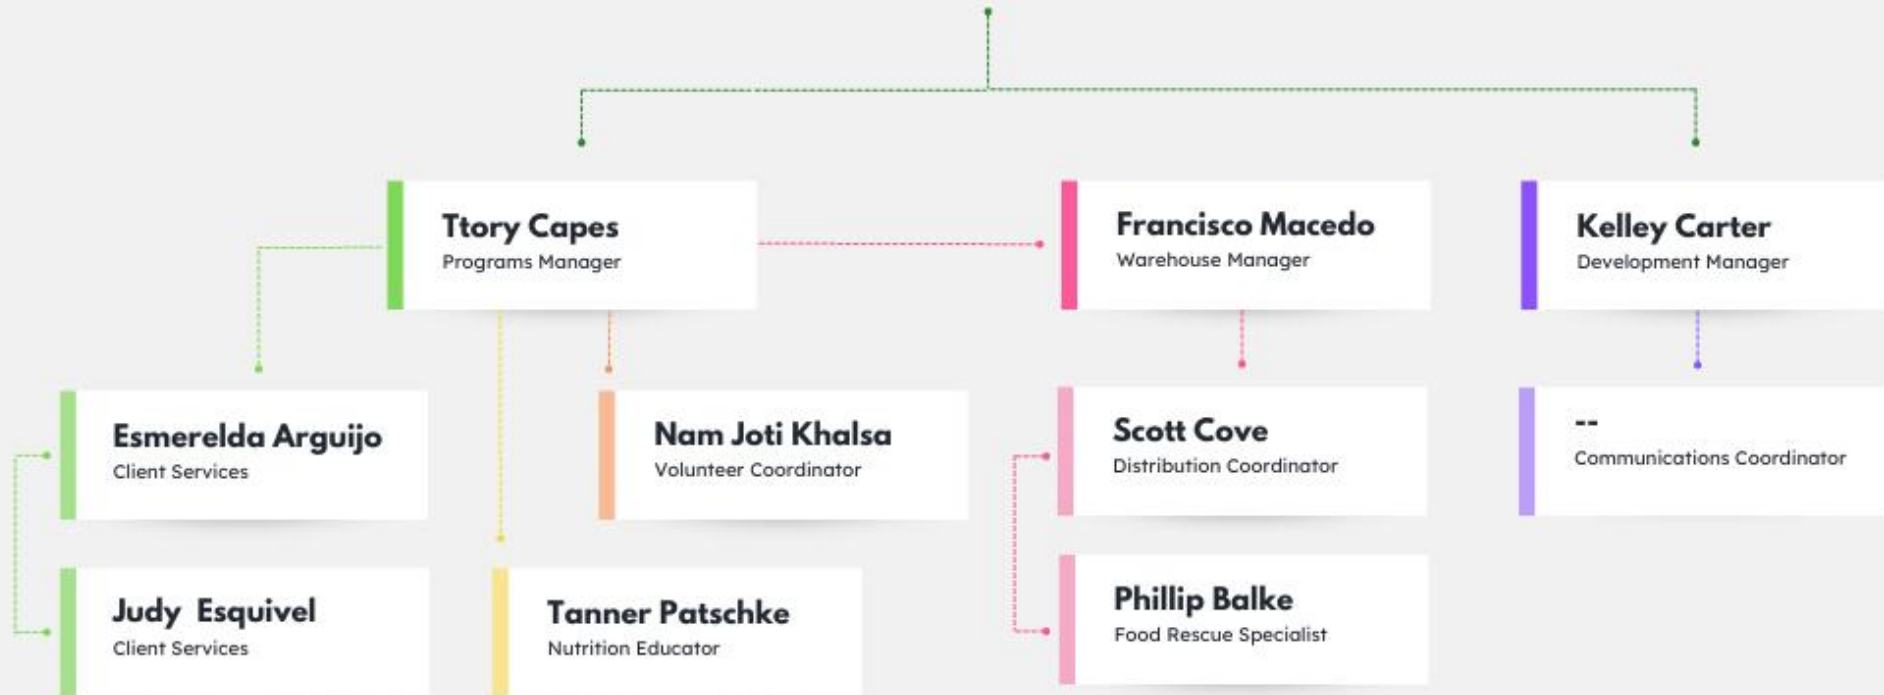 Ttory Capes
Programs Manager
Francisco Macedo
Warehouse Manager
Kelley Carter
Development Manager
Esmerelda Arguijo
Client Services
Nam Joti Khalsa
Volunteer Coordinator
Scott Cove
Distribution Coordinator
--
Communications Coordinator
Judy Esquivel
Client Services
Tanner Patschke
Nutrition Educator
Phillip Balke
Food Rescue Specialist